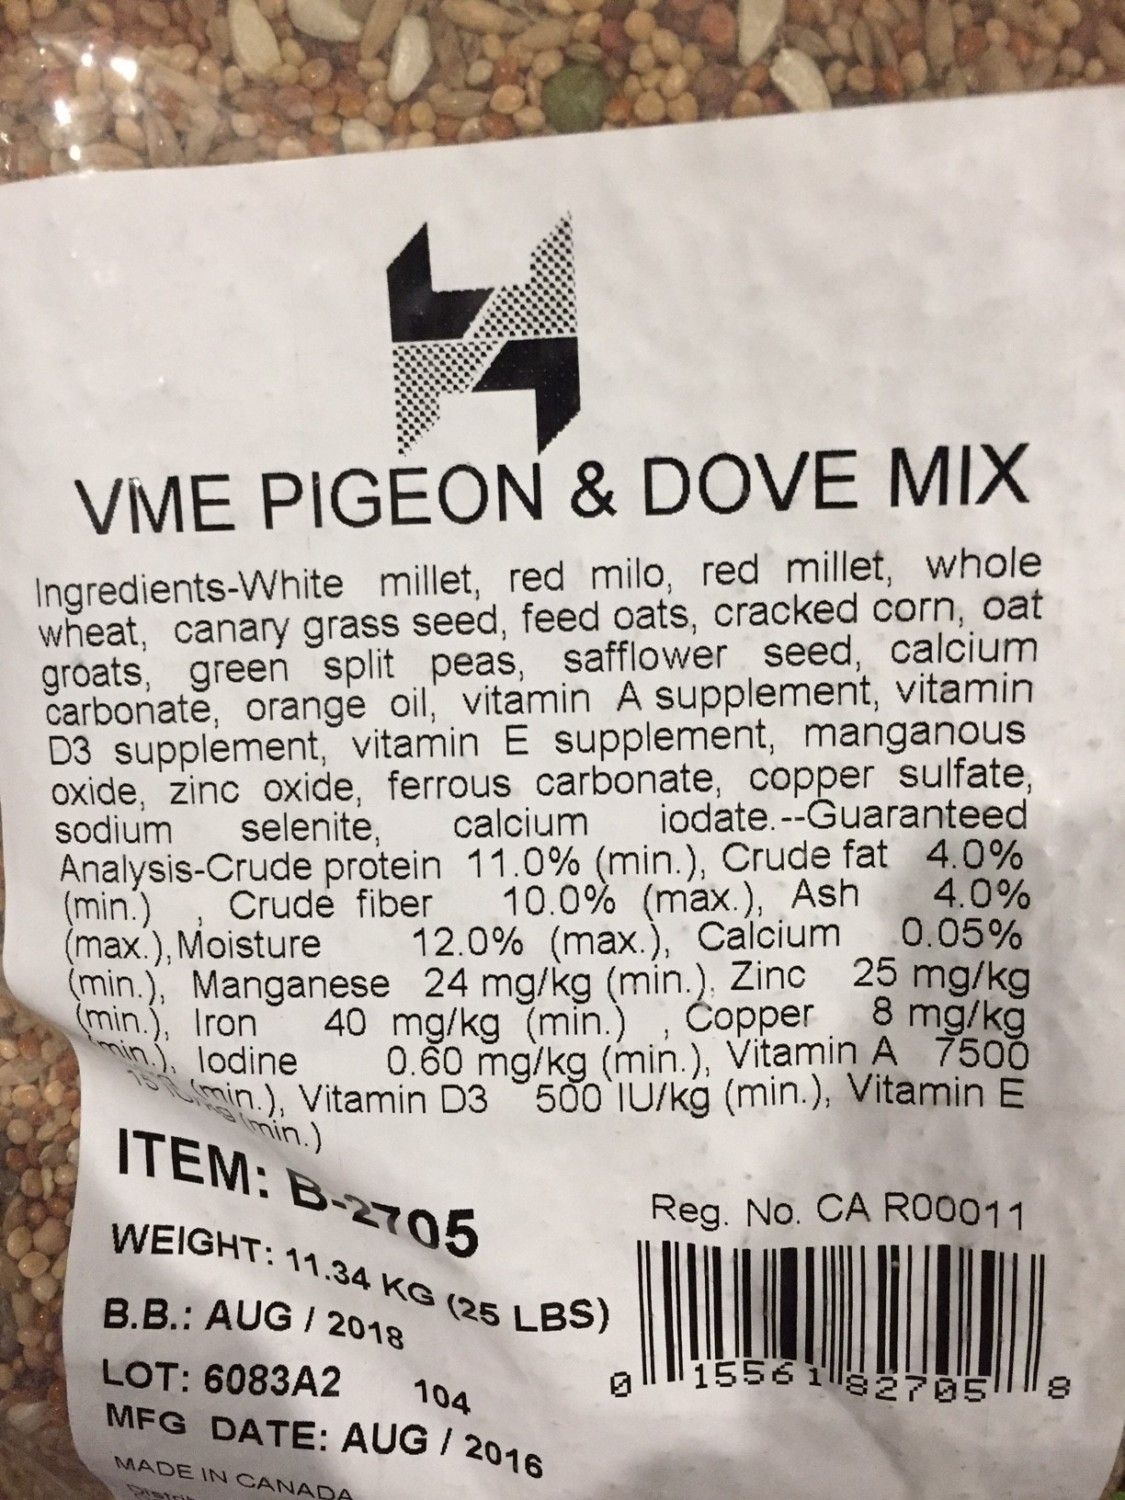 VME PIGEON & DOVE MIX
Ingredients-White millet, red milo, red millet, whole
wheat, canary grass seed, feed oats, cracked corn, oat
groats, green split peas, safflower seed, calcium
carbonate, orange oil, vitamin A supplement, vitamin
D3 supplement, vitamin E supplement, manganous
oxide, zinc oxide, ferrous carbonate, copper sulfate,
sodium selenite, calcium iodate.--Guaranteed
Analysis-Crude protein 11.0% (min.), Crude fat 4.0%
(min.) , Crude fiber 10.0% (max.), Ash 4.0%
(max.), Moisture 12.0% (max.), Calcium 0.05%
(min.), Manganese 24 mg/kg (min.), Zinc 25 mg/kg
(min.), Iron 40 mg/kg (min.) , Copper 8 mg/kg
(min.), Iodine 0.60 mg/kg (min.), Vitamin A 7500
(min.), Vitamin D3 500 IU/kg (min.), Vitamin E
15 IU/kg (min.)
ITEM: B-2705
Reg. No. CA R00011
WEIGHT: 11.34 KG (25 LBS)
B.B.: AUG / 2018
LOT: 6083A2 104
0 15561 82705 8
MFG DATE: AUG / 2016
MADE IN CANADA